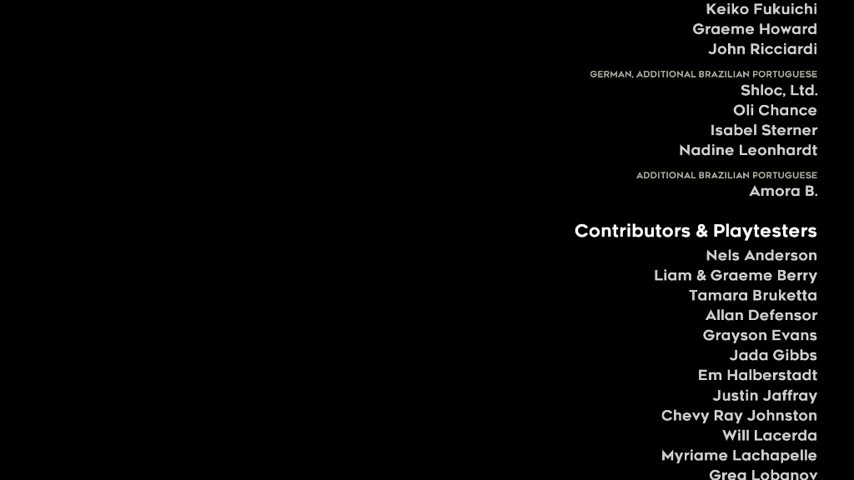 Keiko Fukuichi
Graeme Howard
John Ricciardi
GERMAN, ADDITIONAL BRAZILIAN PORTUGUESE
Shloc, Ltd.
Oli Chance
Isabel Sterner
Nadine Leonhardt
ADDITIONAL BRAZILIAN PORTUGUESE
Amora B.
Contributors & Playtesters
Nels Anderson
Liam & Graeme Berry
Tamara Bruketta
Allan Defensor
Grayson Evans
Jada Gibbs
Em Halberstadt
Justin Jaffray
Chevy Ray Johnston
Will Lacerda
Myriame Lachapelle
Greg Lobanov